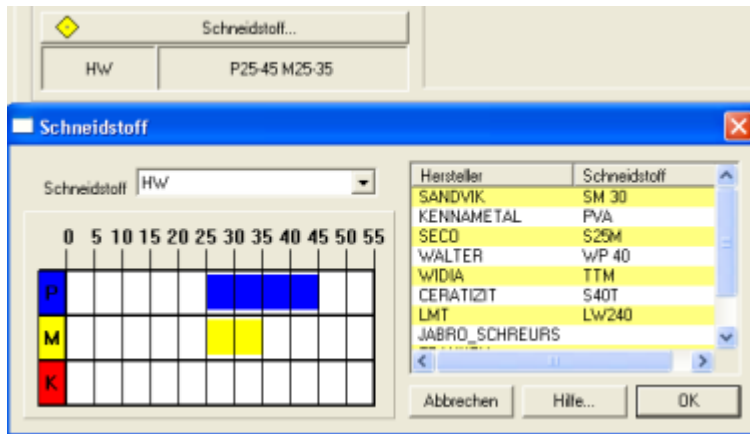 Schneidstoff...
HW P25-45 M25-35
Schneidstoff
Schneidstoff HW
0 5 10 15 20 25 30 35 40 45 50 55
P
M
K
Hersteller Schneidstoff
SANDVIK SM 30
KENNAMETAL PVA
SECO S25M
WALTER WP 40
WIDIA TTM
CERATIZIT S40T
LMT LW240
JABRO_SCHREURS
Abbrechen Hilfe... OK